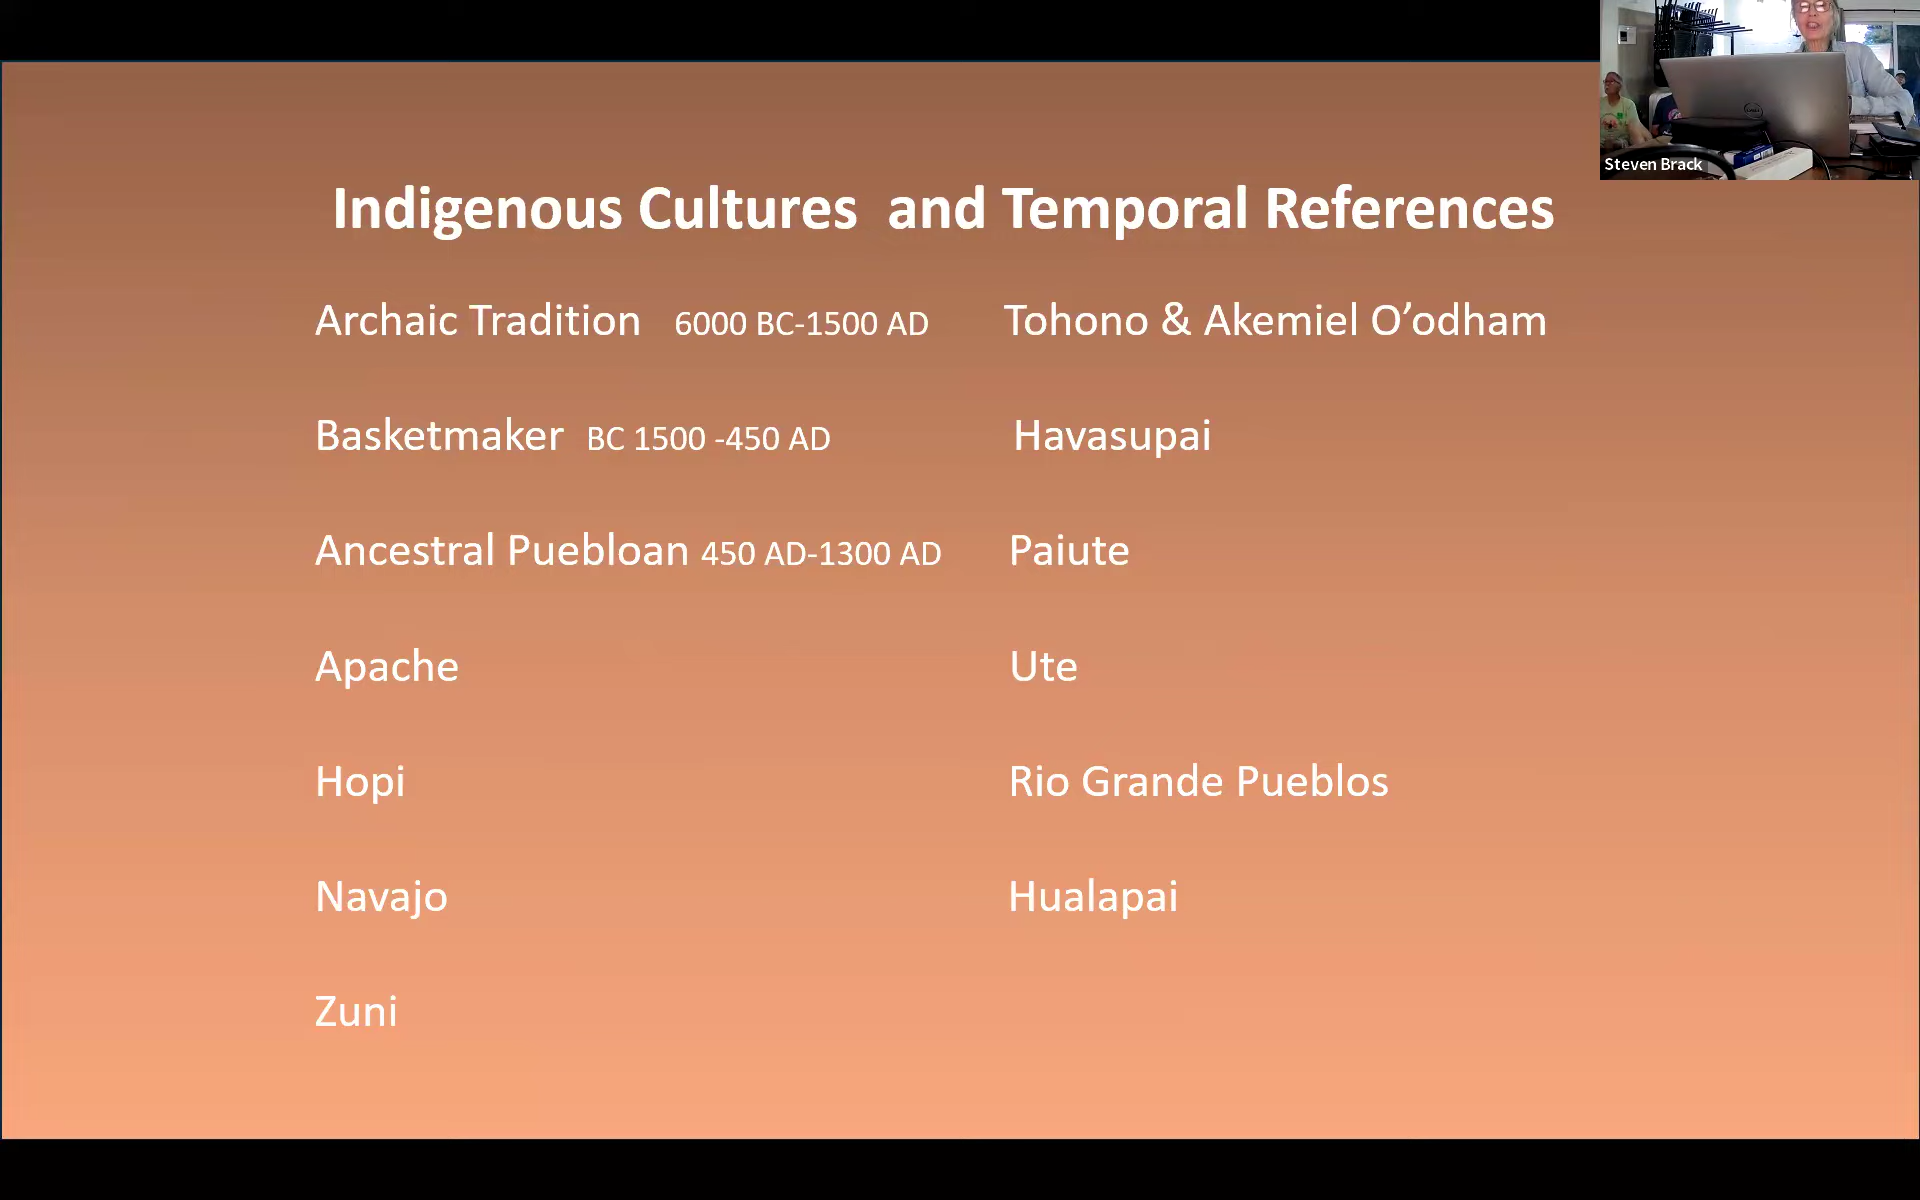 Steven Brack
Indigenous Cultures and Temporal References
Archaic Tradition 6000 BC-1500 AD
Basketmaker BC 1500 -450 AD
Ancestral Puebloan 450 AD-1300 AD
Apache
Hopi
Navajo
Zuni
Tohono & Akemiel O’odham
Havasupai
Paiute
Ute
Rio Grande Pueblos
Hualapai